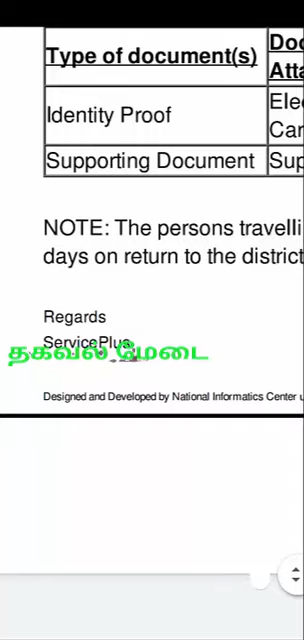 Type of document(s)
Identity Proof
Supporting Document
NOTE: The persons
days on return to the district
Regards
ServicePlus
தகவல் மேடை
Designed and Developed by National Informatics Center